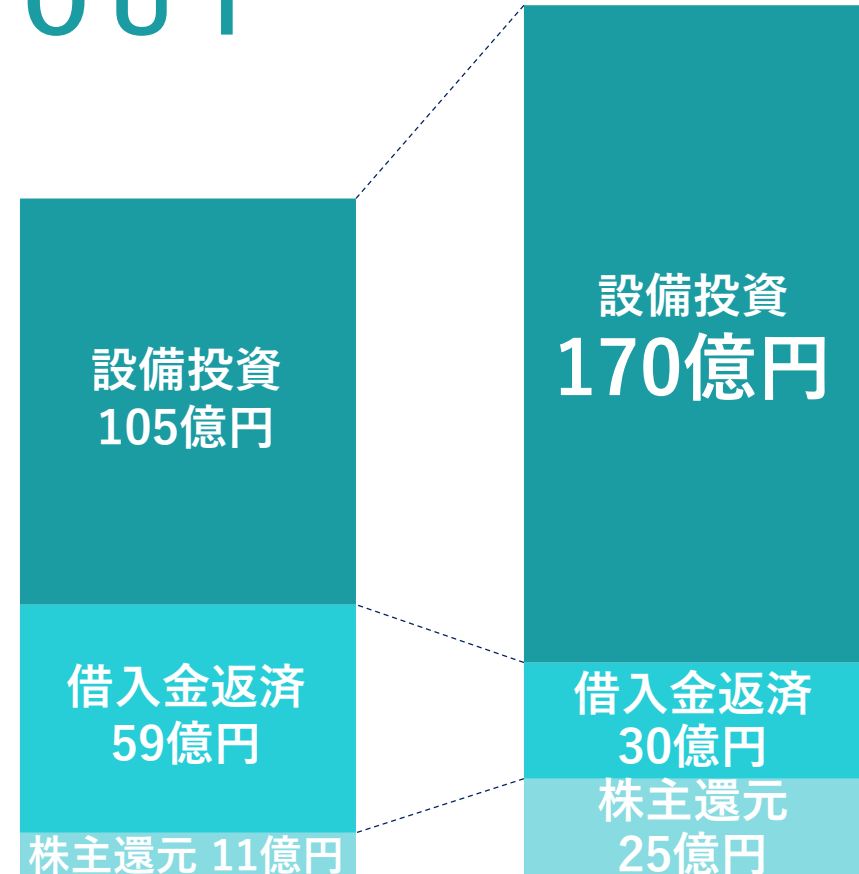 OUT
設備投資
105億円
借入金返済
59億円
株主還元 11億円
設備投資
170億円
借入金返済
30億円
株主還元
25億円